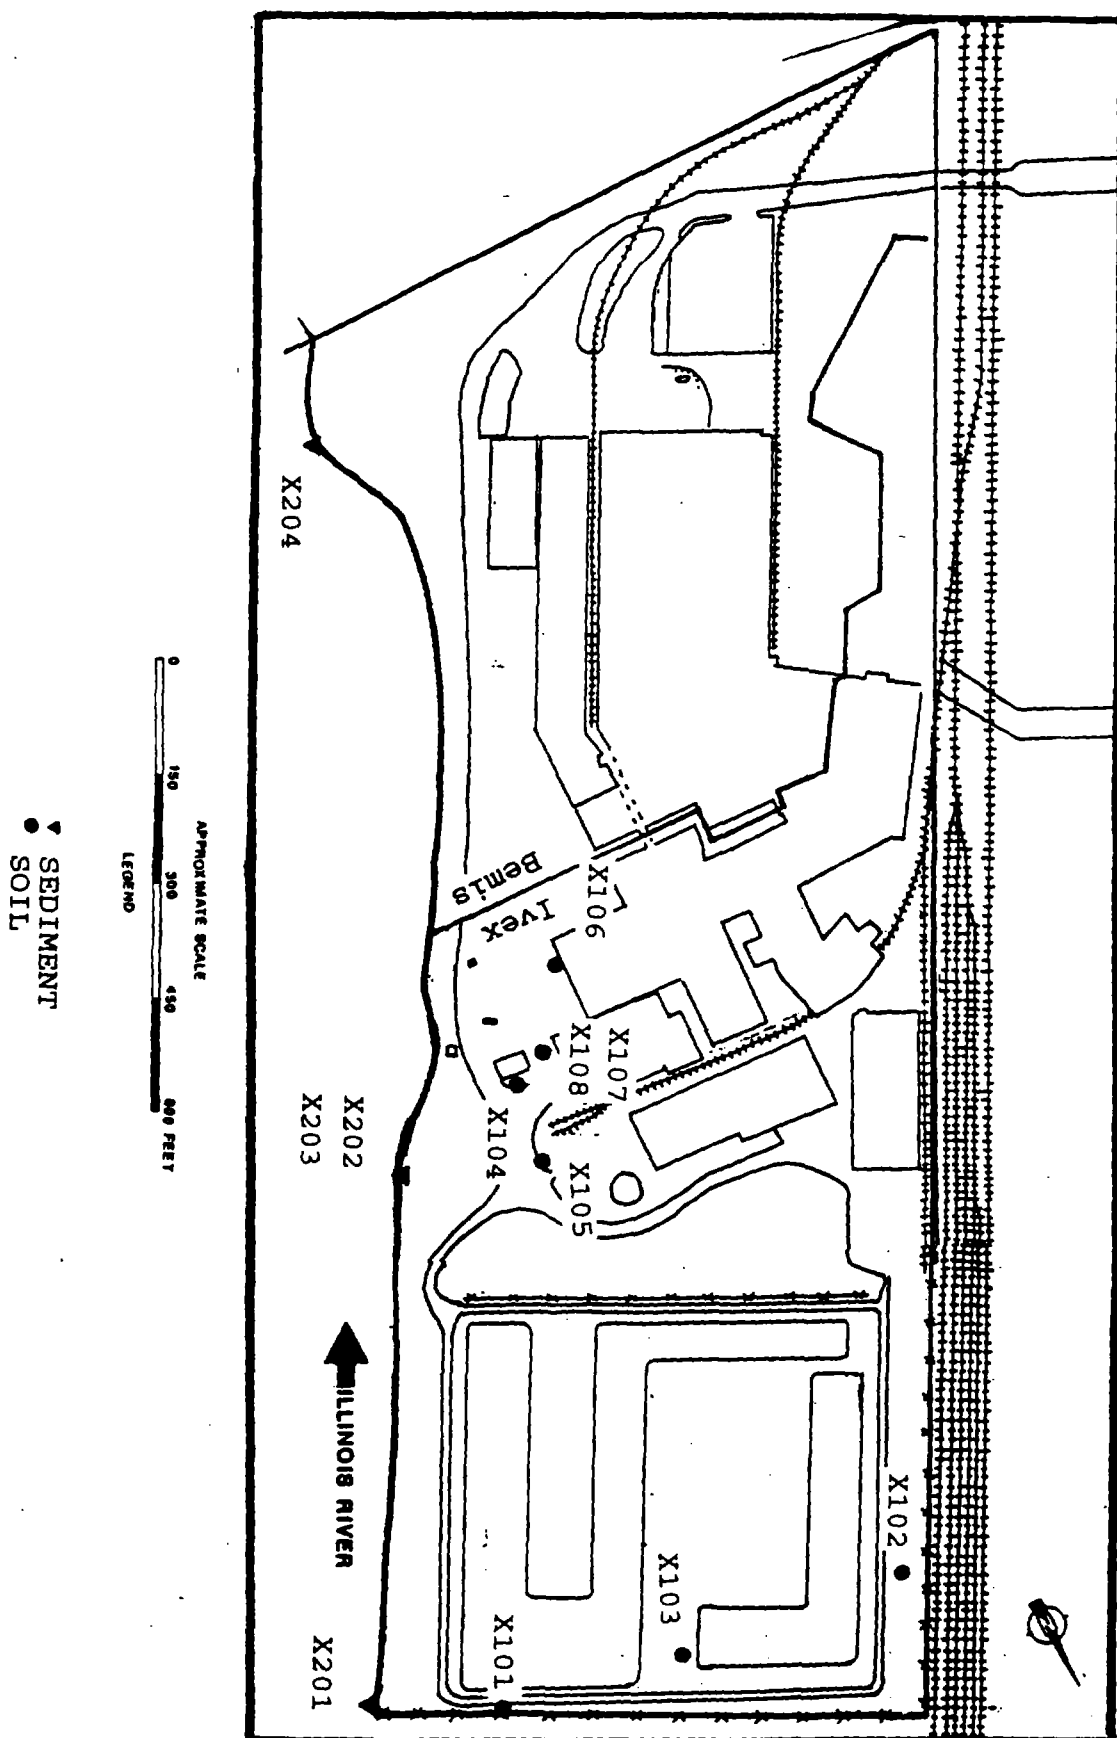 X204
X106
Bemis
Ivex
X107
X108
X104
X105
X202
X203
ILLINOIS RIVER
X102
X103
X101
X201
APPROXIMATE SCALE
0 150 300 450 600 FEET
LEGEND
▼ SEDIMENT
● SOIL